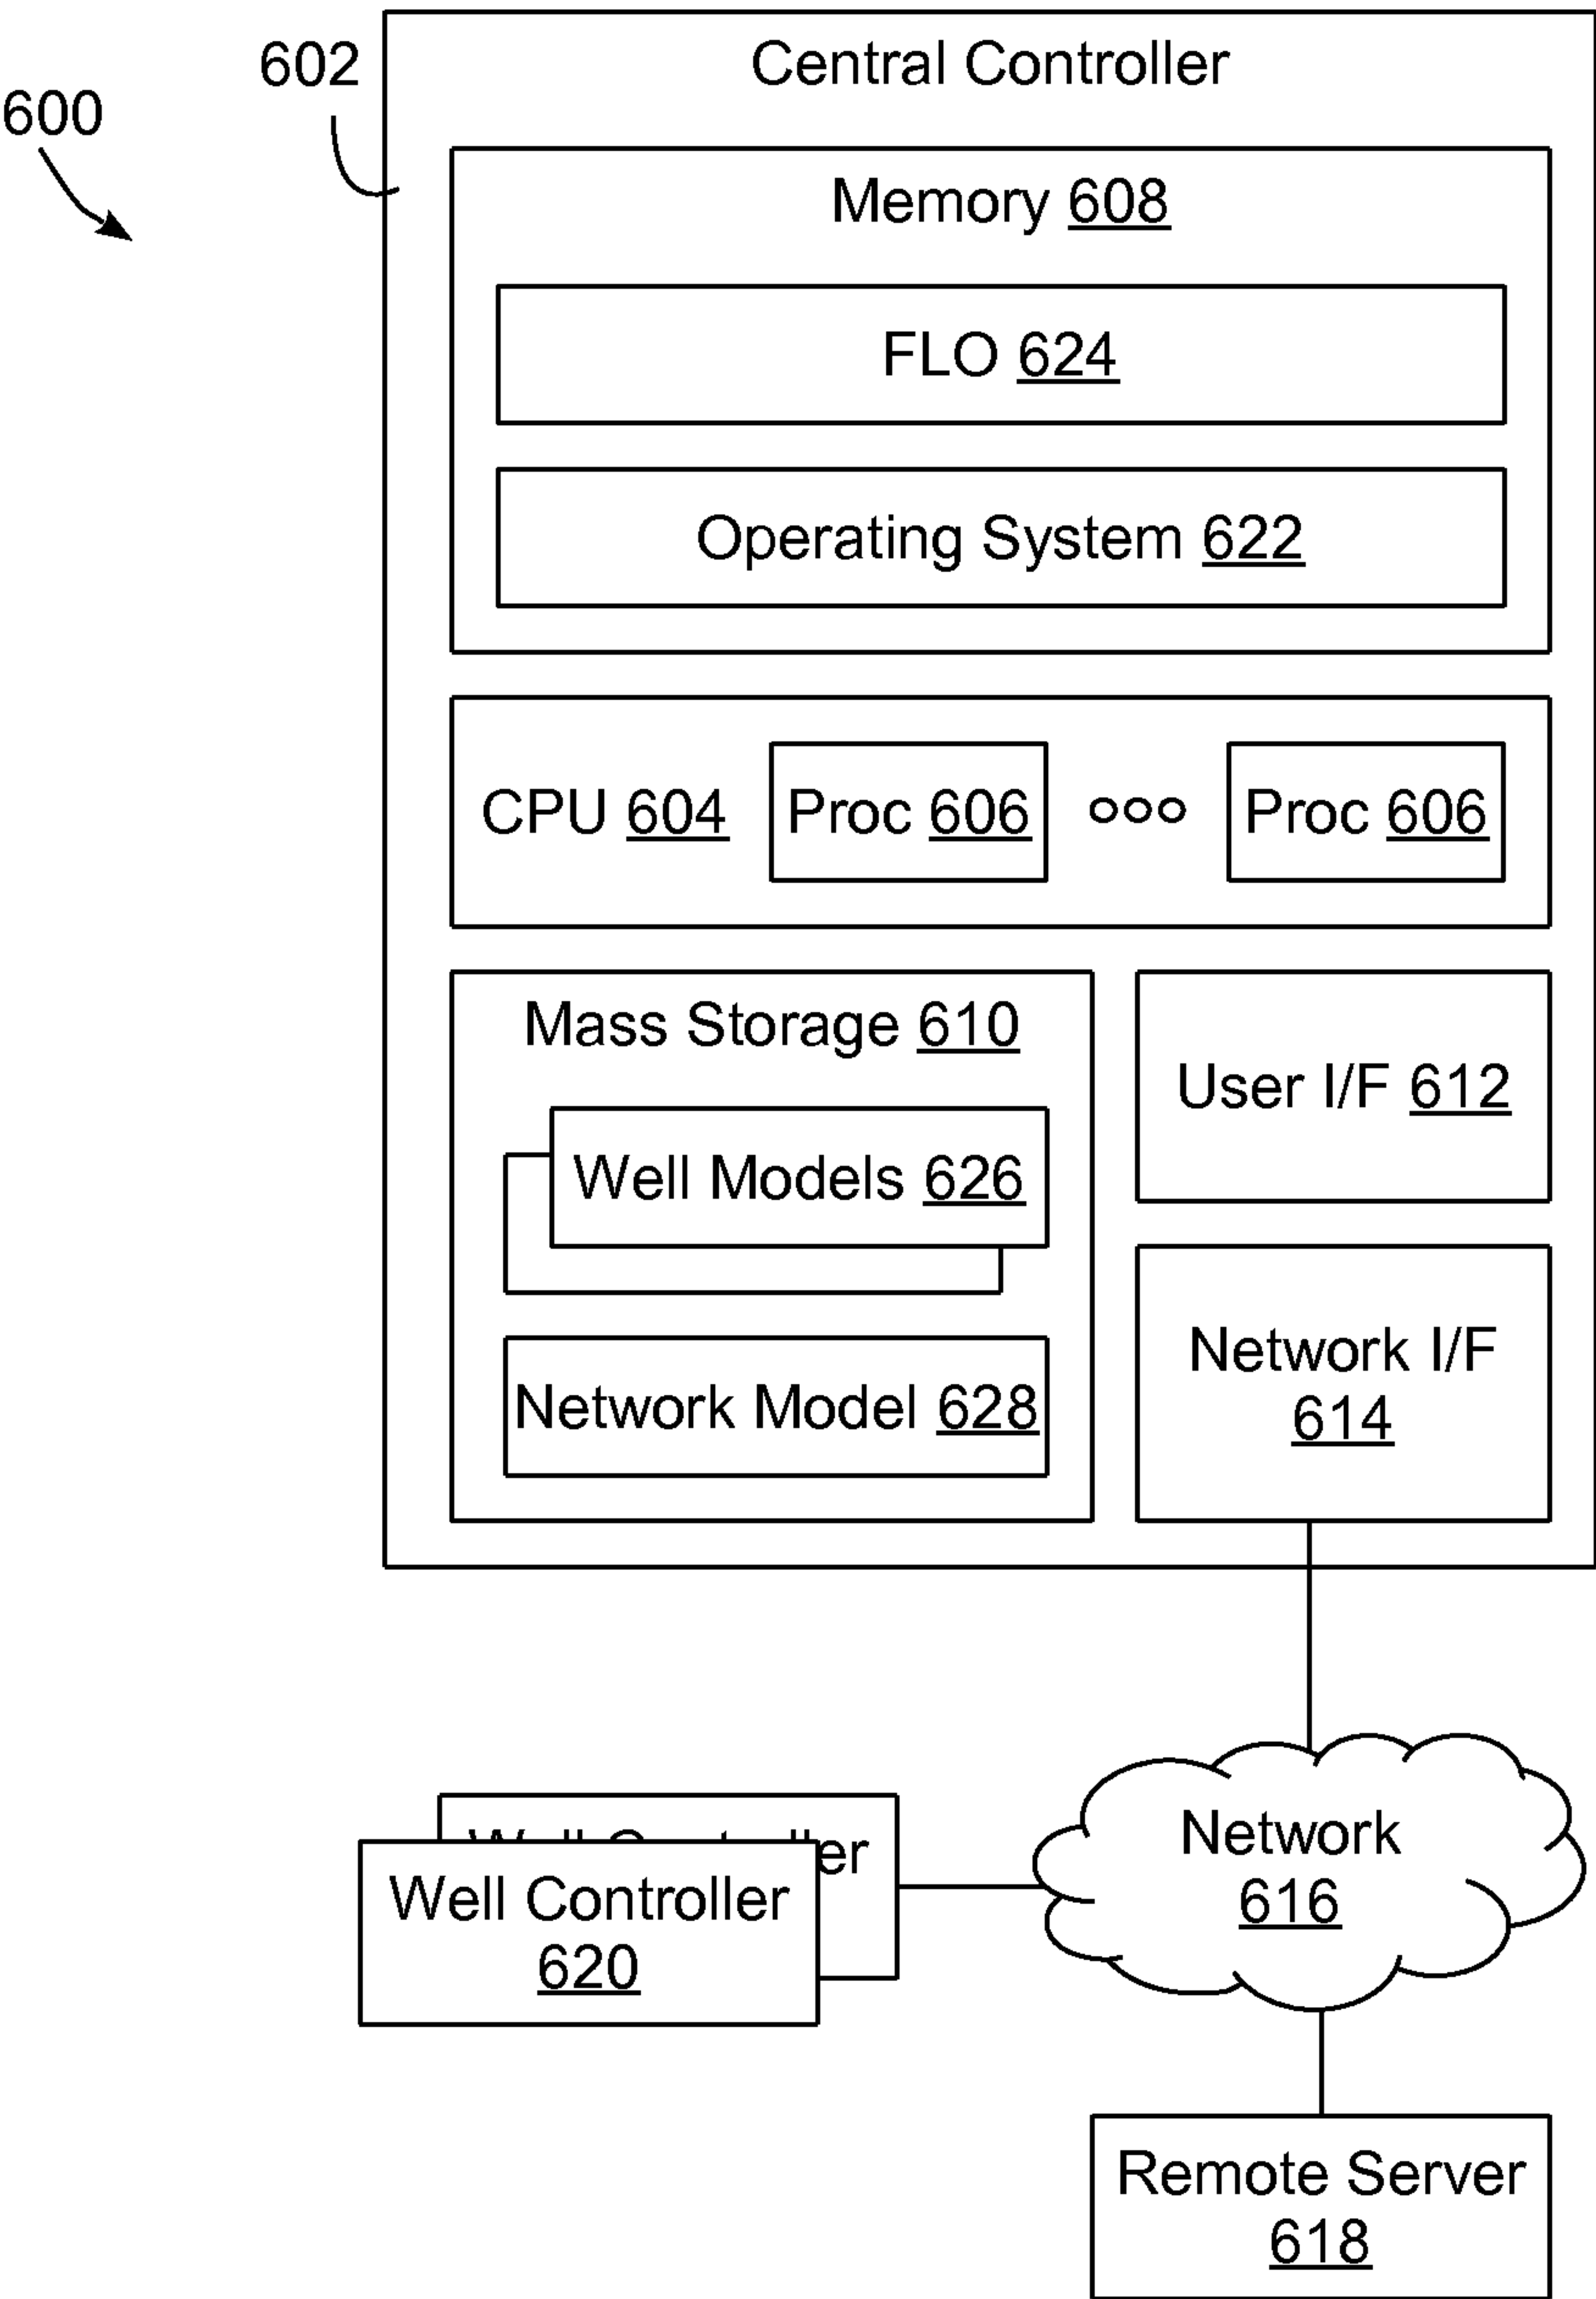 600
602
Central Controller
Memory 608
FLO 624
Operating System 622
CPU 604
Proc 606
Proc 606
Mass Storage 610
Well Models 626
Network Model 628
User I/F 612
Network I/F
614
Network
616
Well Controller
620
Remote Server
618